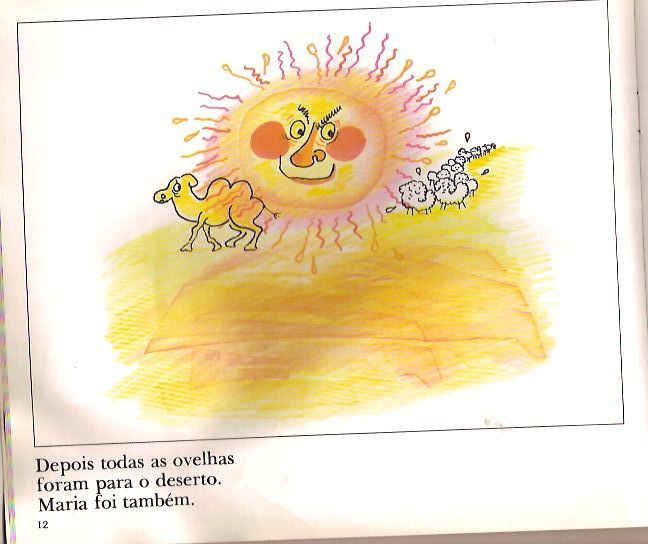 Depois todas as ovelhas
foram para o deserto.
Maria foi também.
12